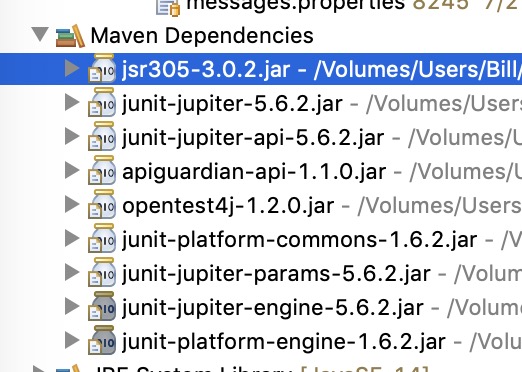 messages.properties 8245 7/2
Maven Dependencies
jsr305-3.0.2.jar - /Volumes/Users/Bill/
junit-jupiter-5.6.2.jar - /Volumes/Users
junit-jupiter-api-5.6.2.jar - /Volumes/U
apiguardian-api-1.1.0.jar - /Volumes/
opentest4j-1.2.0.jar - /Volumes/Users
junit-platform-commons-1.6.2.jar - /V
junit-jupiter-params-5.6.2.jar - /Volum
junit-jupiter-engine-5.6.2.jar - /Volum
junit-platform-engine-1.6.2.jar - /Volu
JRE System Library [JavaSE-14]